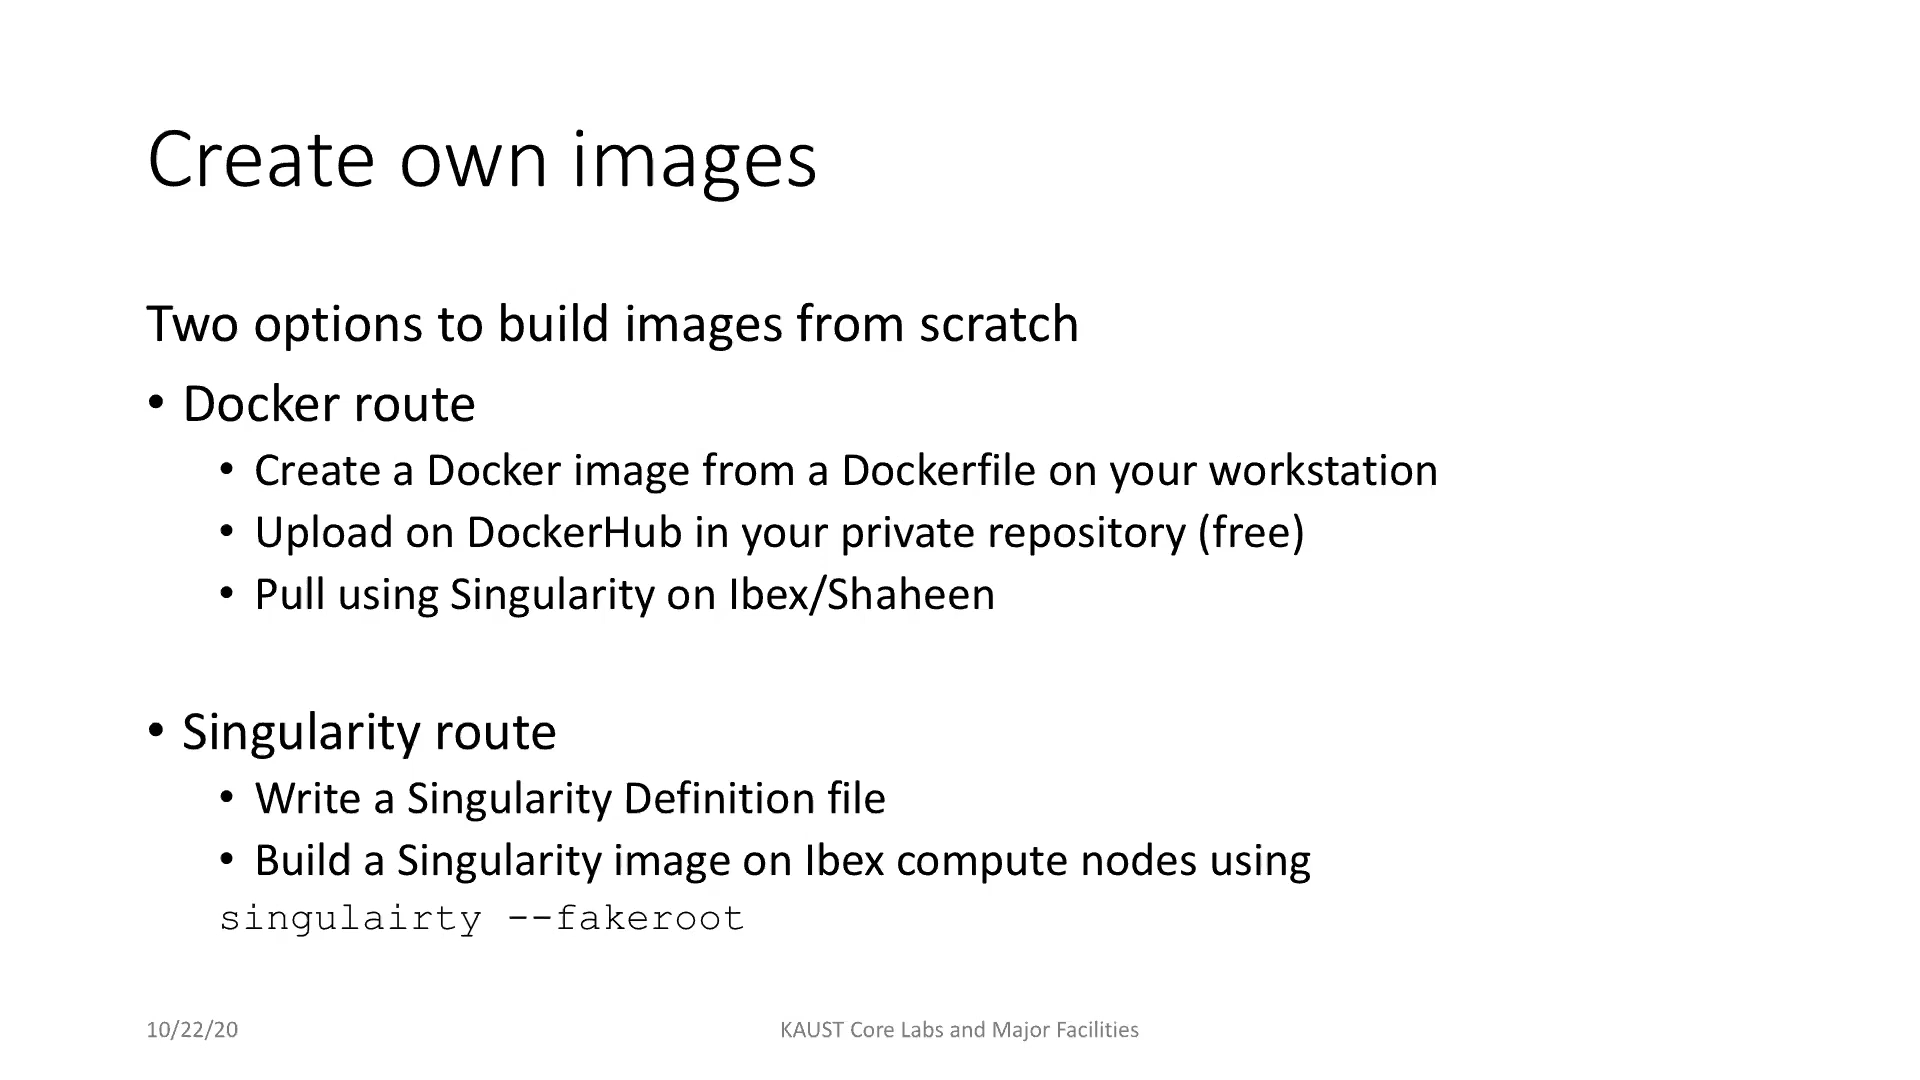 Create own images
Two options to build images from scratch
• Docker route
• Create a Docker image from a Dockerfile on your workstation
• Upload on DockerHub in your private repository (free)
• Pull using Singularity on Ibex/Shaheen
• Singularity route
• Write a Singularity Definition file
• Build a Singularity image on Ibex compute nodes using
singulairty --fakeroot
10/22/20
KAUST Core Labs and Major Facilities